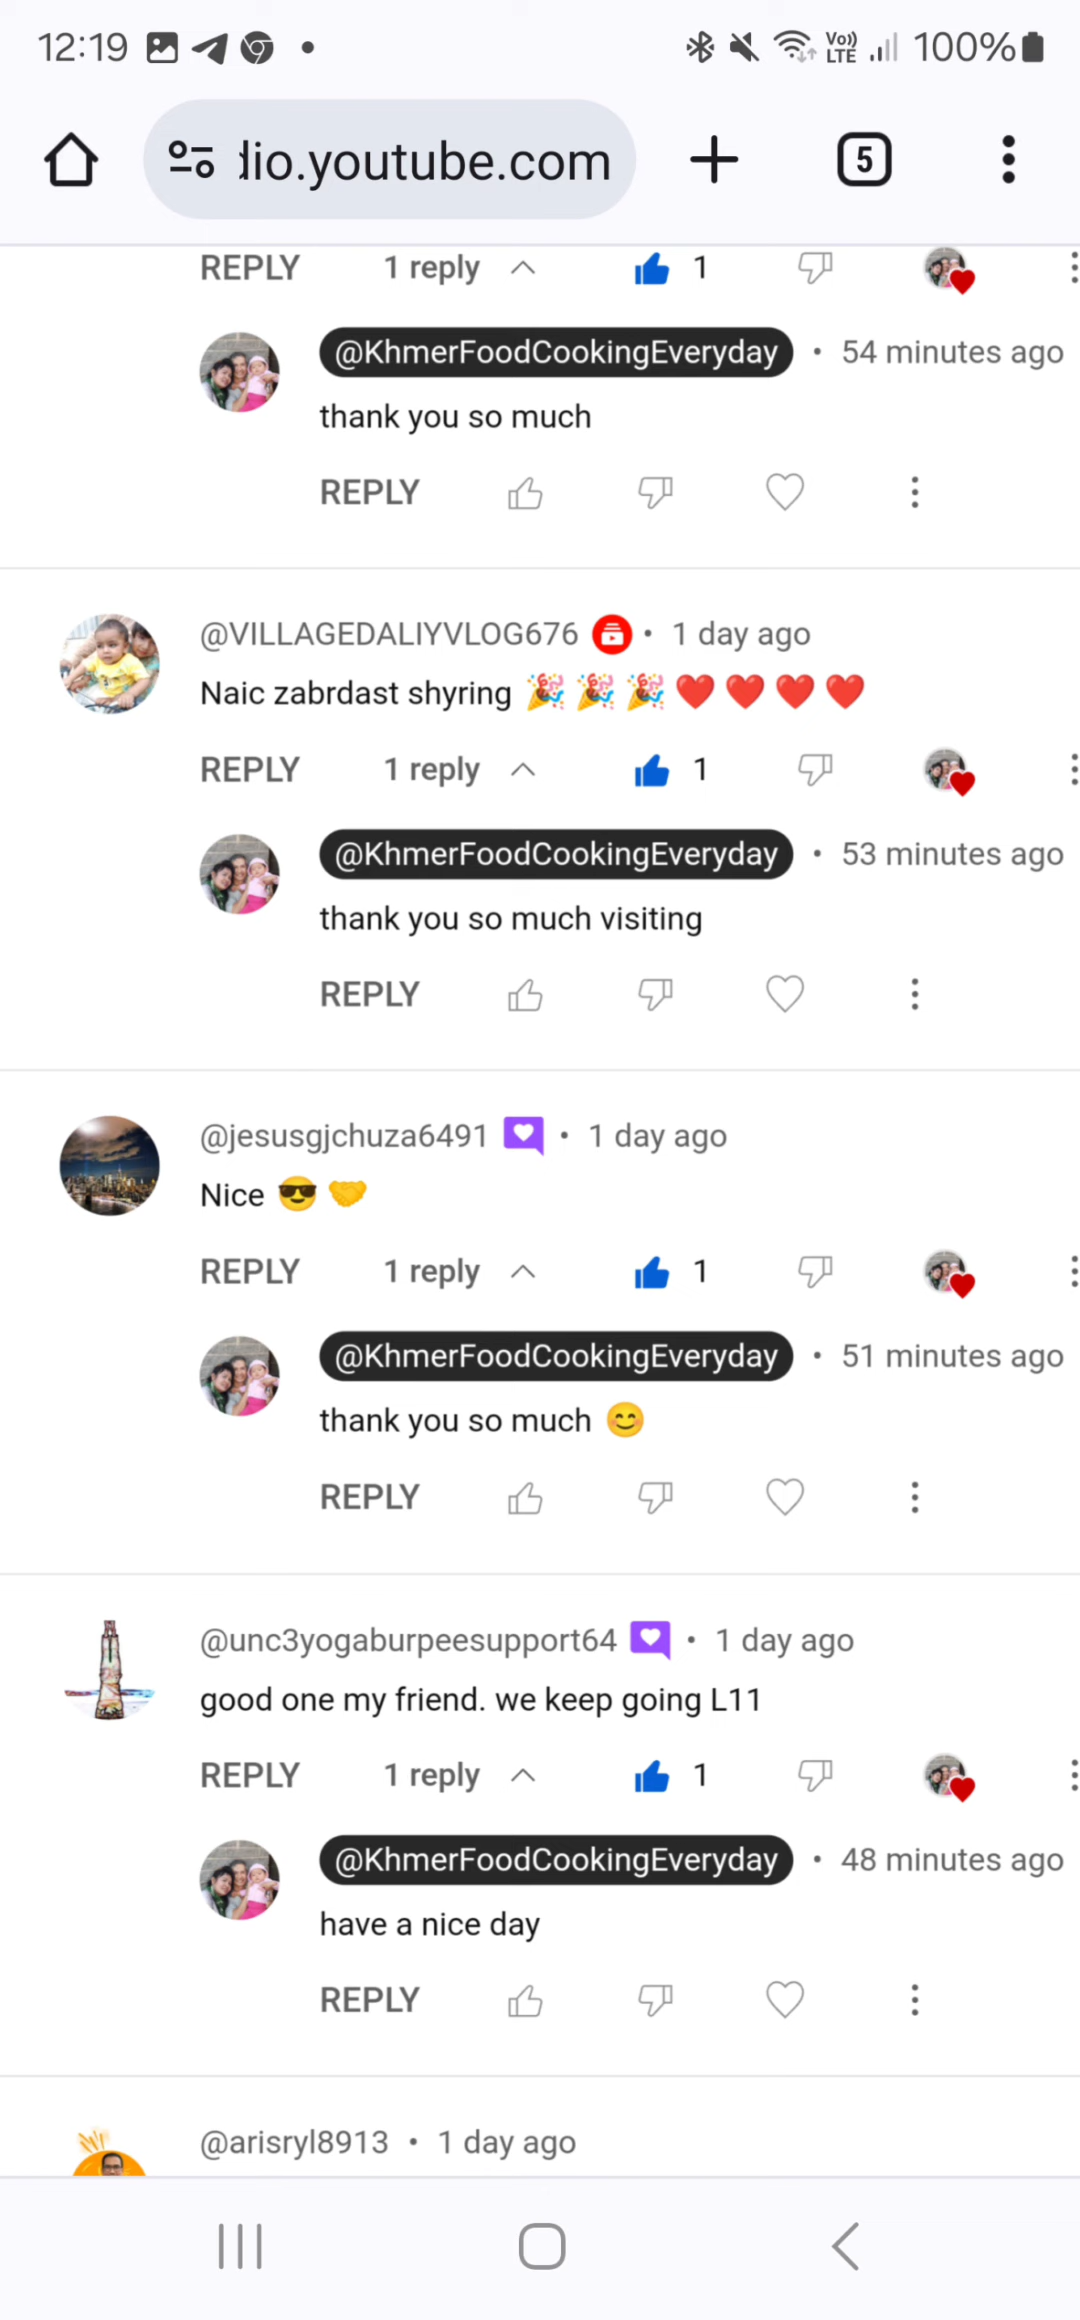 12:19 Vo)) LTE 100%
dio.youtube.com 5
REPLY 1 reply 1
@KhmerFoodCookingEveryday • 54 minutes ago
thank you so much
REPLY
@VILLAGEDALIYVLOG676 • 1 day ago
Naic zabrdast shyring 🎉🎉🎉❤️❤️❤️❤️
REPLY 1 reply 1
@KhmerFoodCookingEveryday • 53 minutes ago
thank you so much visiting
REPLY
@jesusgjchuza6491 • 1 day ago
Nice 😎🤝
REPLY 1 reply 1
@KhmerFoodCookingEveryday • 51 minutes ago
thank you so much 😊
REPLY
@unc3yogaburpeesupport64 • 1 day ago
good one my friend. we keep going L11
REPLY 1 reply 1
@KhmerFoodCookingEveryday • 48 minutes ago
have a nice day
REPLY
@arisryl8913 • 1 day ago